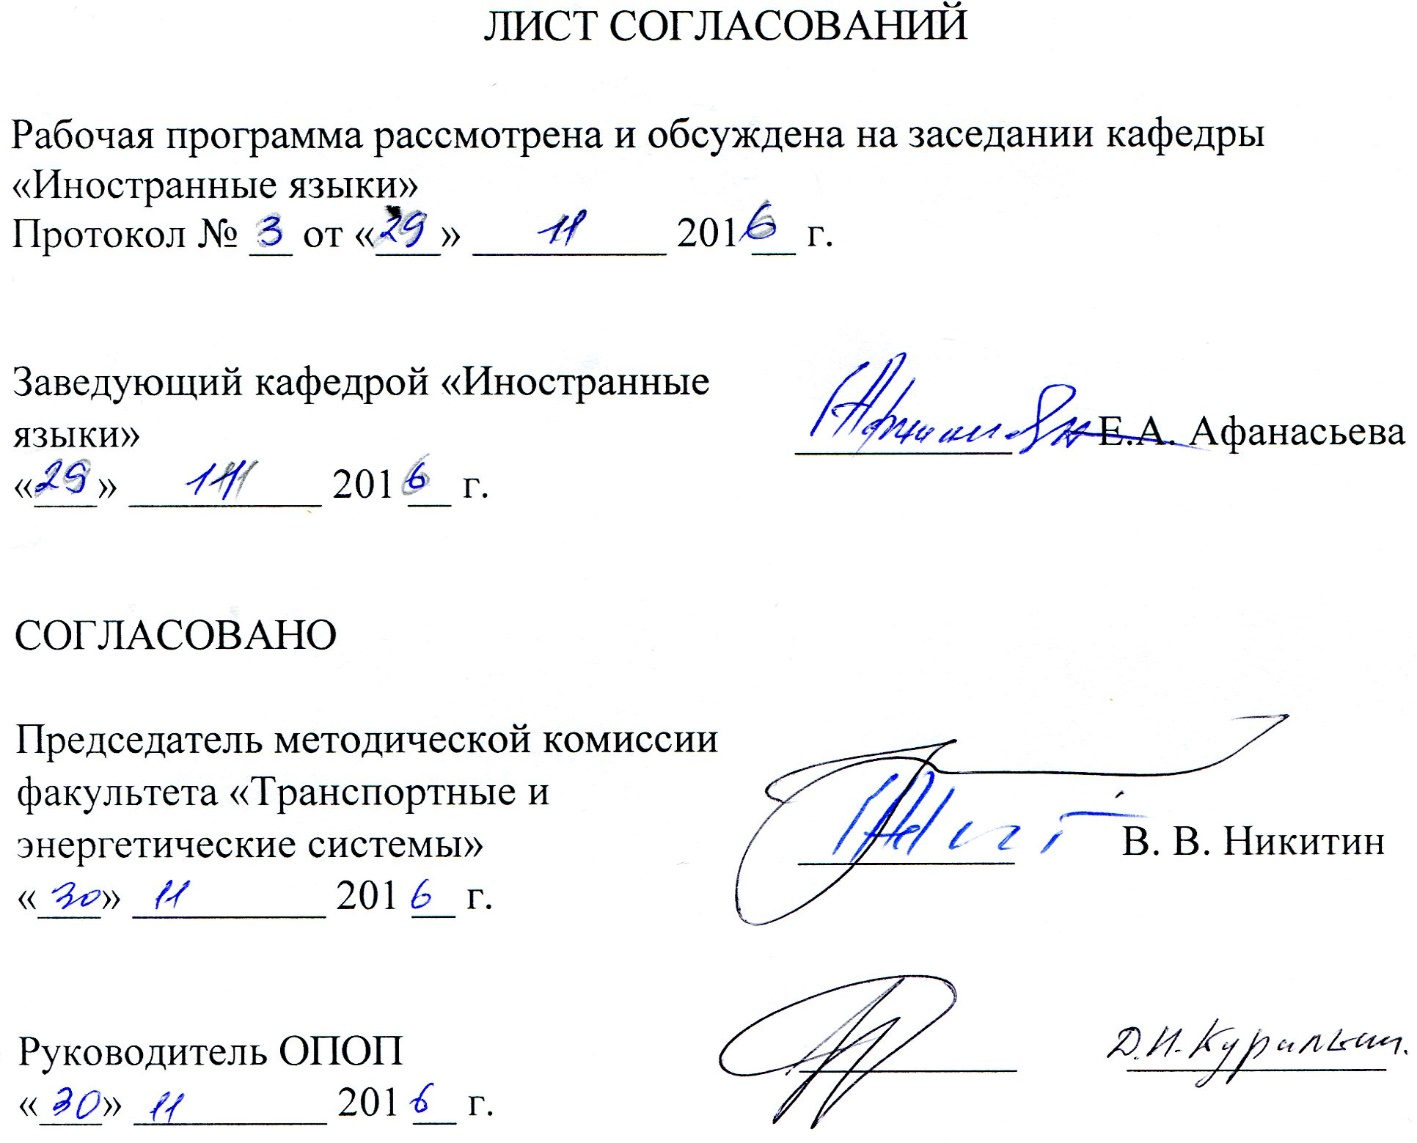 ЛИСТ СОГЛАСОВАНИЙ
Рабочая программа рассмотрена и обсуждена на заседании кафедры
«Иностранные языки»
Протокол № 3 от «29» 11 2016 г.
Заведующий кафедрой «Иностранные
языки»
Е.А. Афанасьева
«29» 11 2016 г.
СОГЛАСОВАНО
Председатель методической комиссии
факультета «Транспортные и
энергетические системы»
В. В. Никитин
«30» 11 2016 г.
Руководитель ОПОП
Д.И. Курилкин.
«30» 11 2016 г.